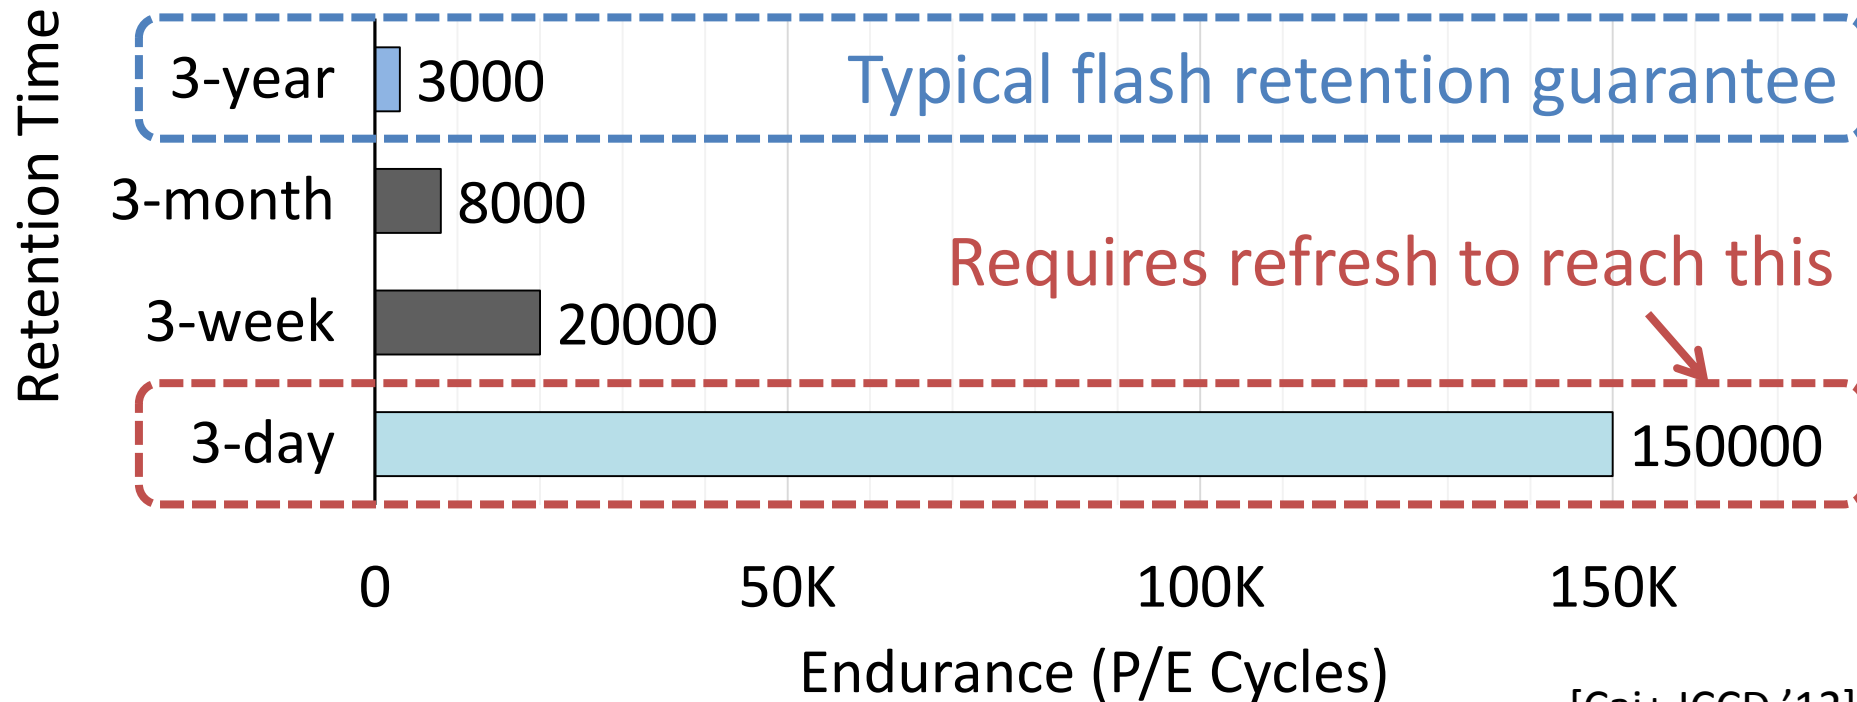 Retention Time
3-year
3000
Typical flash retention guarantee
3-month
8000
Requires refresh to reach this
3-week
20000
3-day
150000
0
50K
100K
150K
Endurance (P/E Cycles)